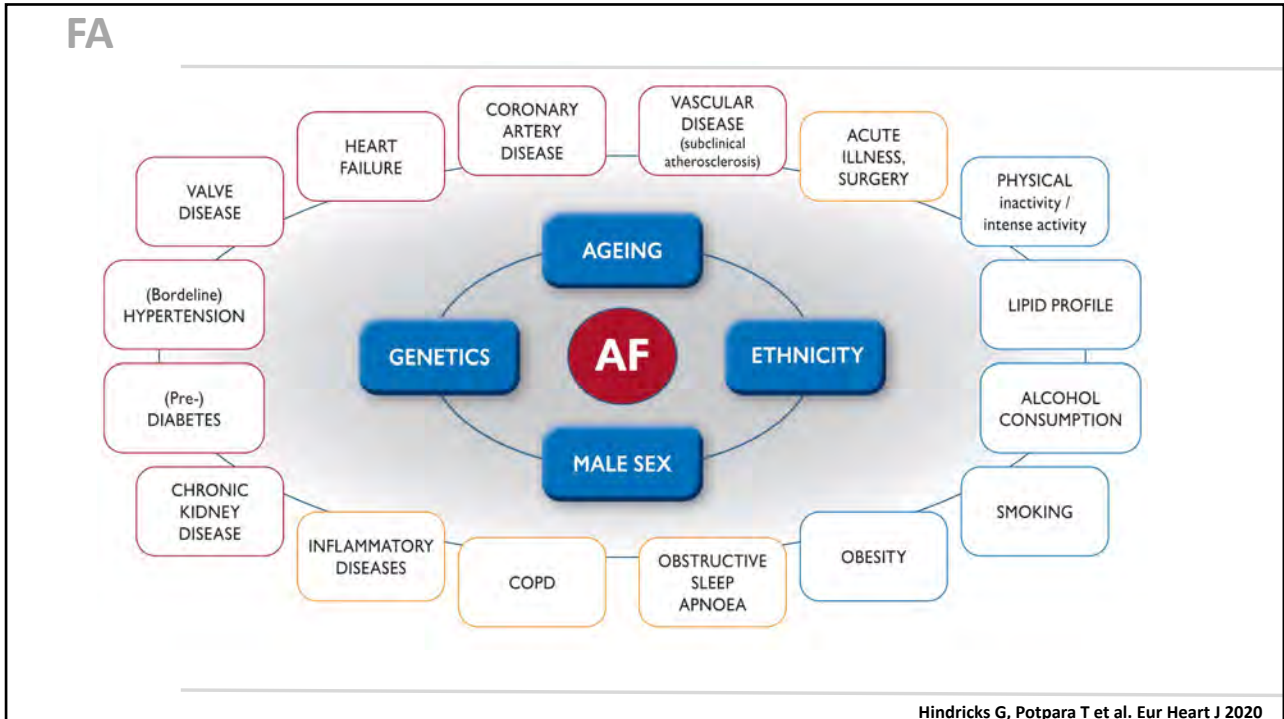 FA
CORONARY
ARTERY
DISEASE
VASCULAR
DISEASE
(subclinical
atherosclerosis)
HEART
FAILURE
ACUTE
ILLNESS,
SURGERY
VALVE
DISEASE
PHYSICAL
inactivity /
intense activity
AGEING
(Bordeline)
HYPERTENSION
LIPID PROFILE
GENETICS
AF
ETHNICITY
(Pre-)
DIABETES
ALCOHOL
CONSUMPTION
MALE SEX
CHRONIC
KIDNEY
DISEASE
SMOKING
INFLAMMATORY
DISEASES
COPD
OBSTRUCTIVE
SLEEP
APNOEA
OBESITY
Hindricks G, Potpara T et al. Eur Heart J 2020